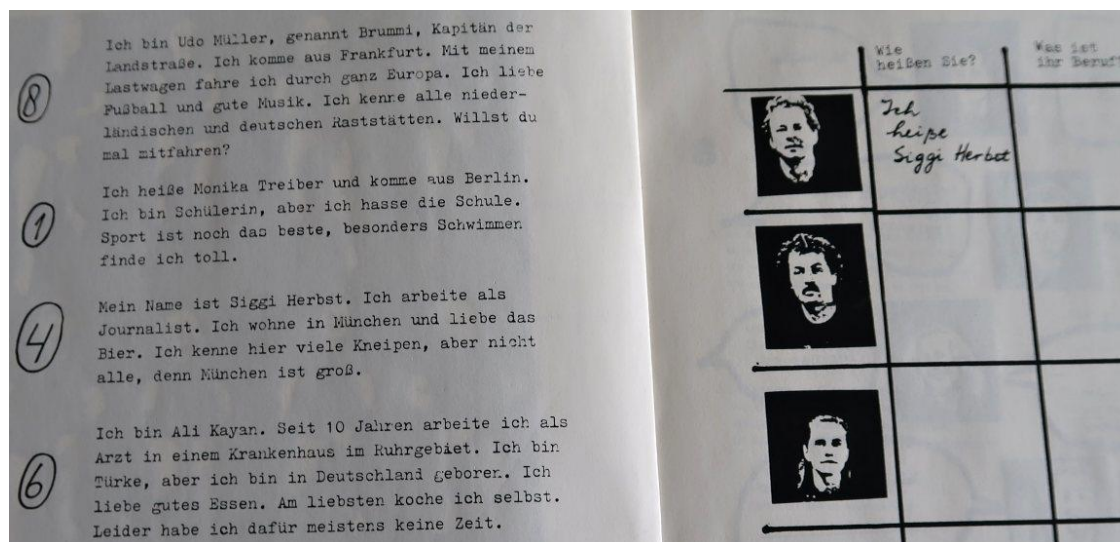 8
Ich bin Udo Müller, genannt Brummi, Kapitän der
Landstraße. Ich komme aus Frankfurt. Mit meinem
Lastwagen fahre ich durch ganz Europa. Ich liebe
Fußball und gute Musik. Ich kenne alle nieder-
ländischen und deutschen Raststätten. Willst du
mal mitfahren?
1
Ich heiße Monika Treiber und komme aus Berlin.
Ich bin Schülerin, aber ich hasse die Schule.
Sport ist noch das beste, besonders Schwimmen
finde ich toll.
4
Mein Name ist Siggi Herbst. Ich arbeite als
Journalist. Ich wohne in München und liebe das
Bier. Ich kenne hier viele Kneipen, aber nicht
alle, denn München ist groß.
6
Ich bin Ali Kayan. Seit 10 Jahren arbeite ich als
Arzt in einem Krankenhaus im Ruhrgebiet. Ich bin
Türke, aber ich bin in Deutschland geboren. Ich
liebe gutes Essen. Am liebsten koche ich selbst.
Leider habe ich dafür meistens keine Zeit.
Wie
heißen Sie?
Was ist
ihr Beruf?
Ich
heiße
Siggi Herbst